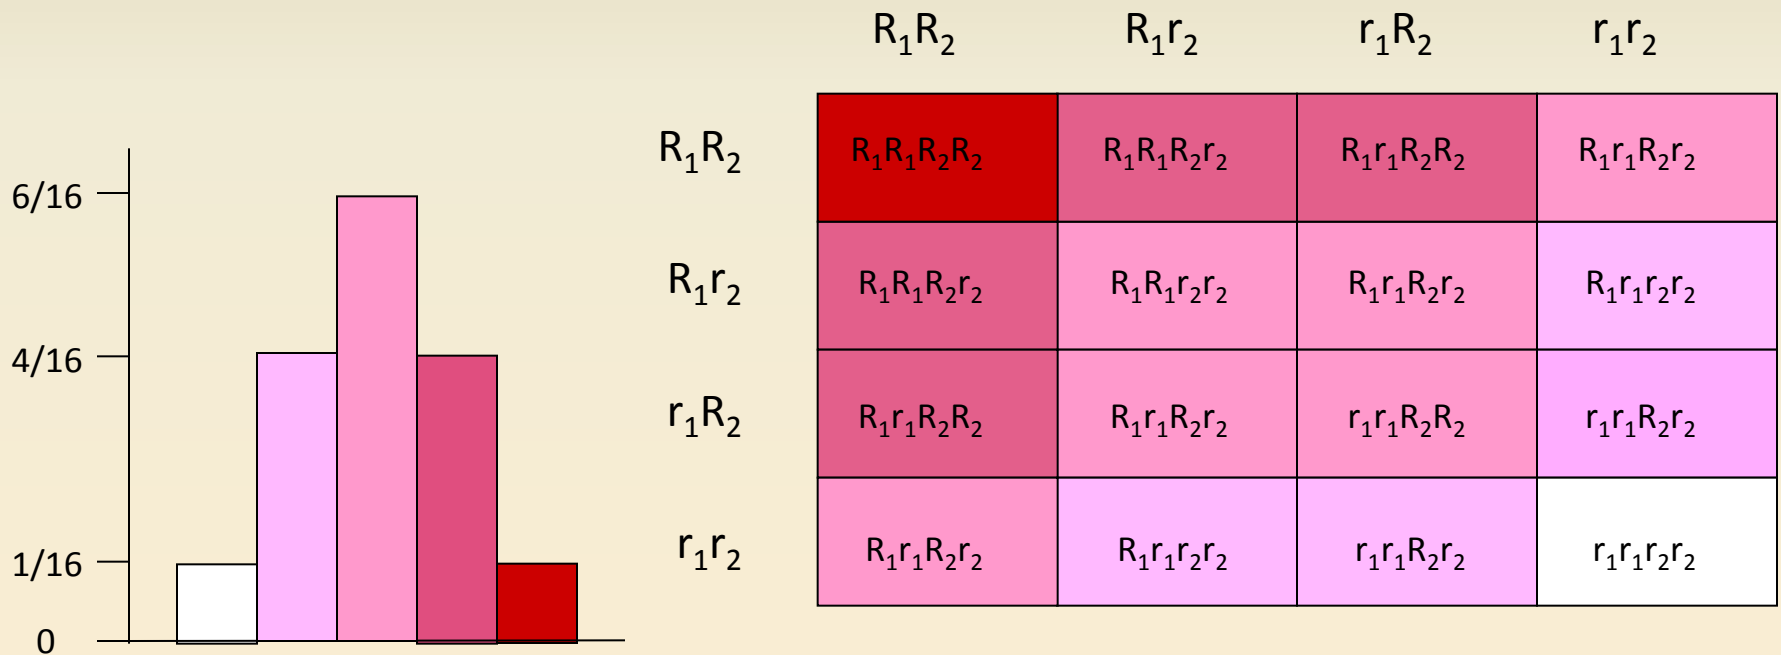 R₁R₂ R₁r₂ r₁R₂ r₁r₂
R₁R₂ R₁R₁R₂R₂ R₁R₁R₂r₂ R₁r₁R₂R₂ R₁r₁R₂r₂
6/16
R₁r₂ R₁R₁R₂r₂ R₁R₁r₂r₂ R₁r₁R₂r₂ R₁r₁r₂r₂
4/16
r₁R₂ R₁r₁R₂R₂ R₁r₁R₂r₂ r₁r₁R₂R₂ r₁r₁R₂r₂
1/16
r₁r₂ R₁r₁R₂r₂ R₁r₁r₂r₂ r₁r₁R₂r₂ r₁r₁r₂r₂
0